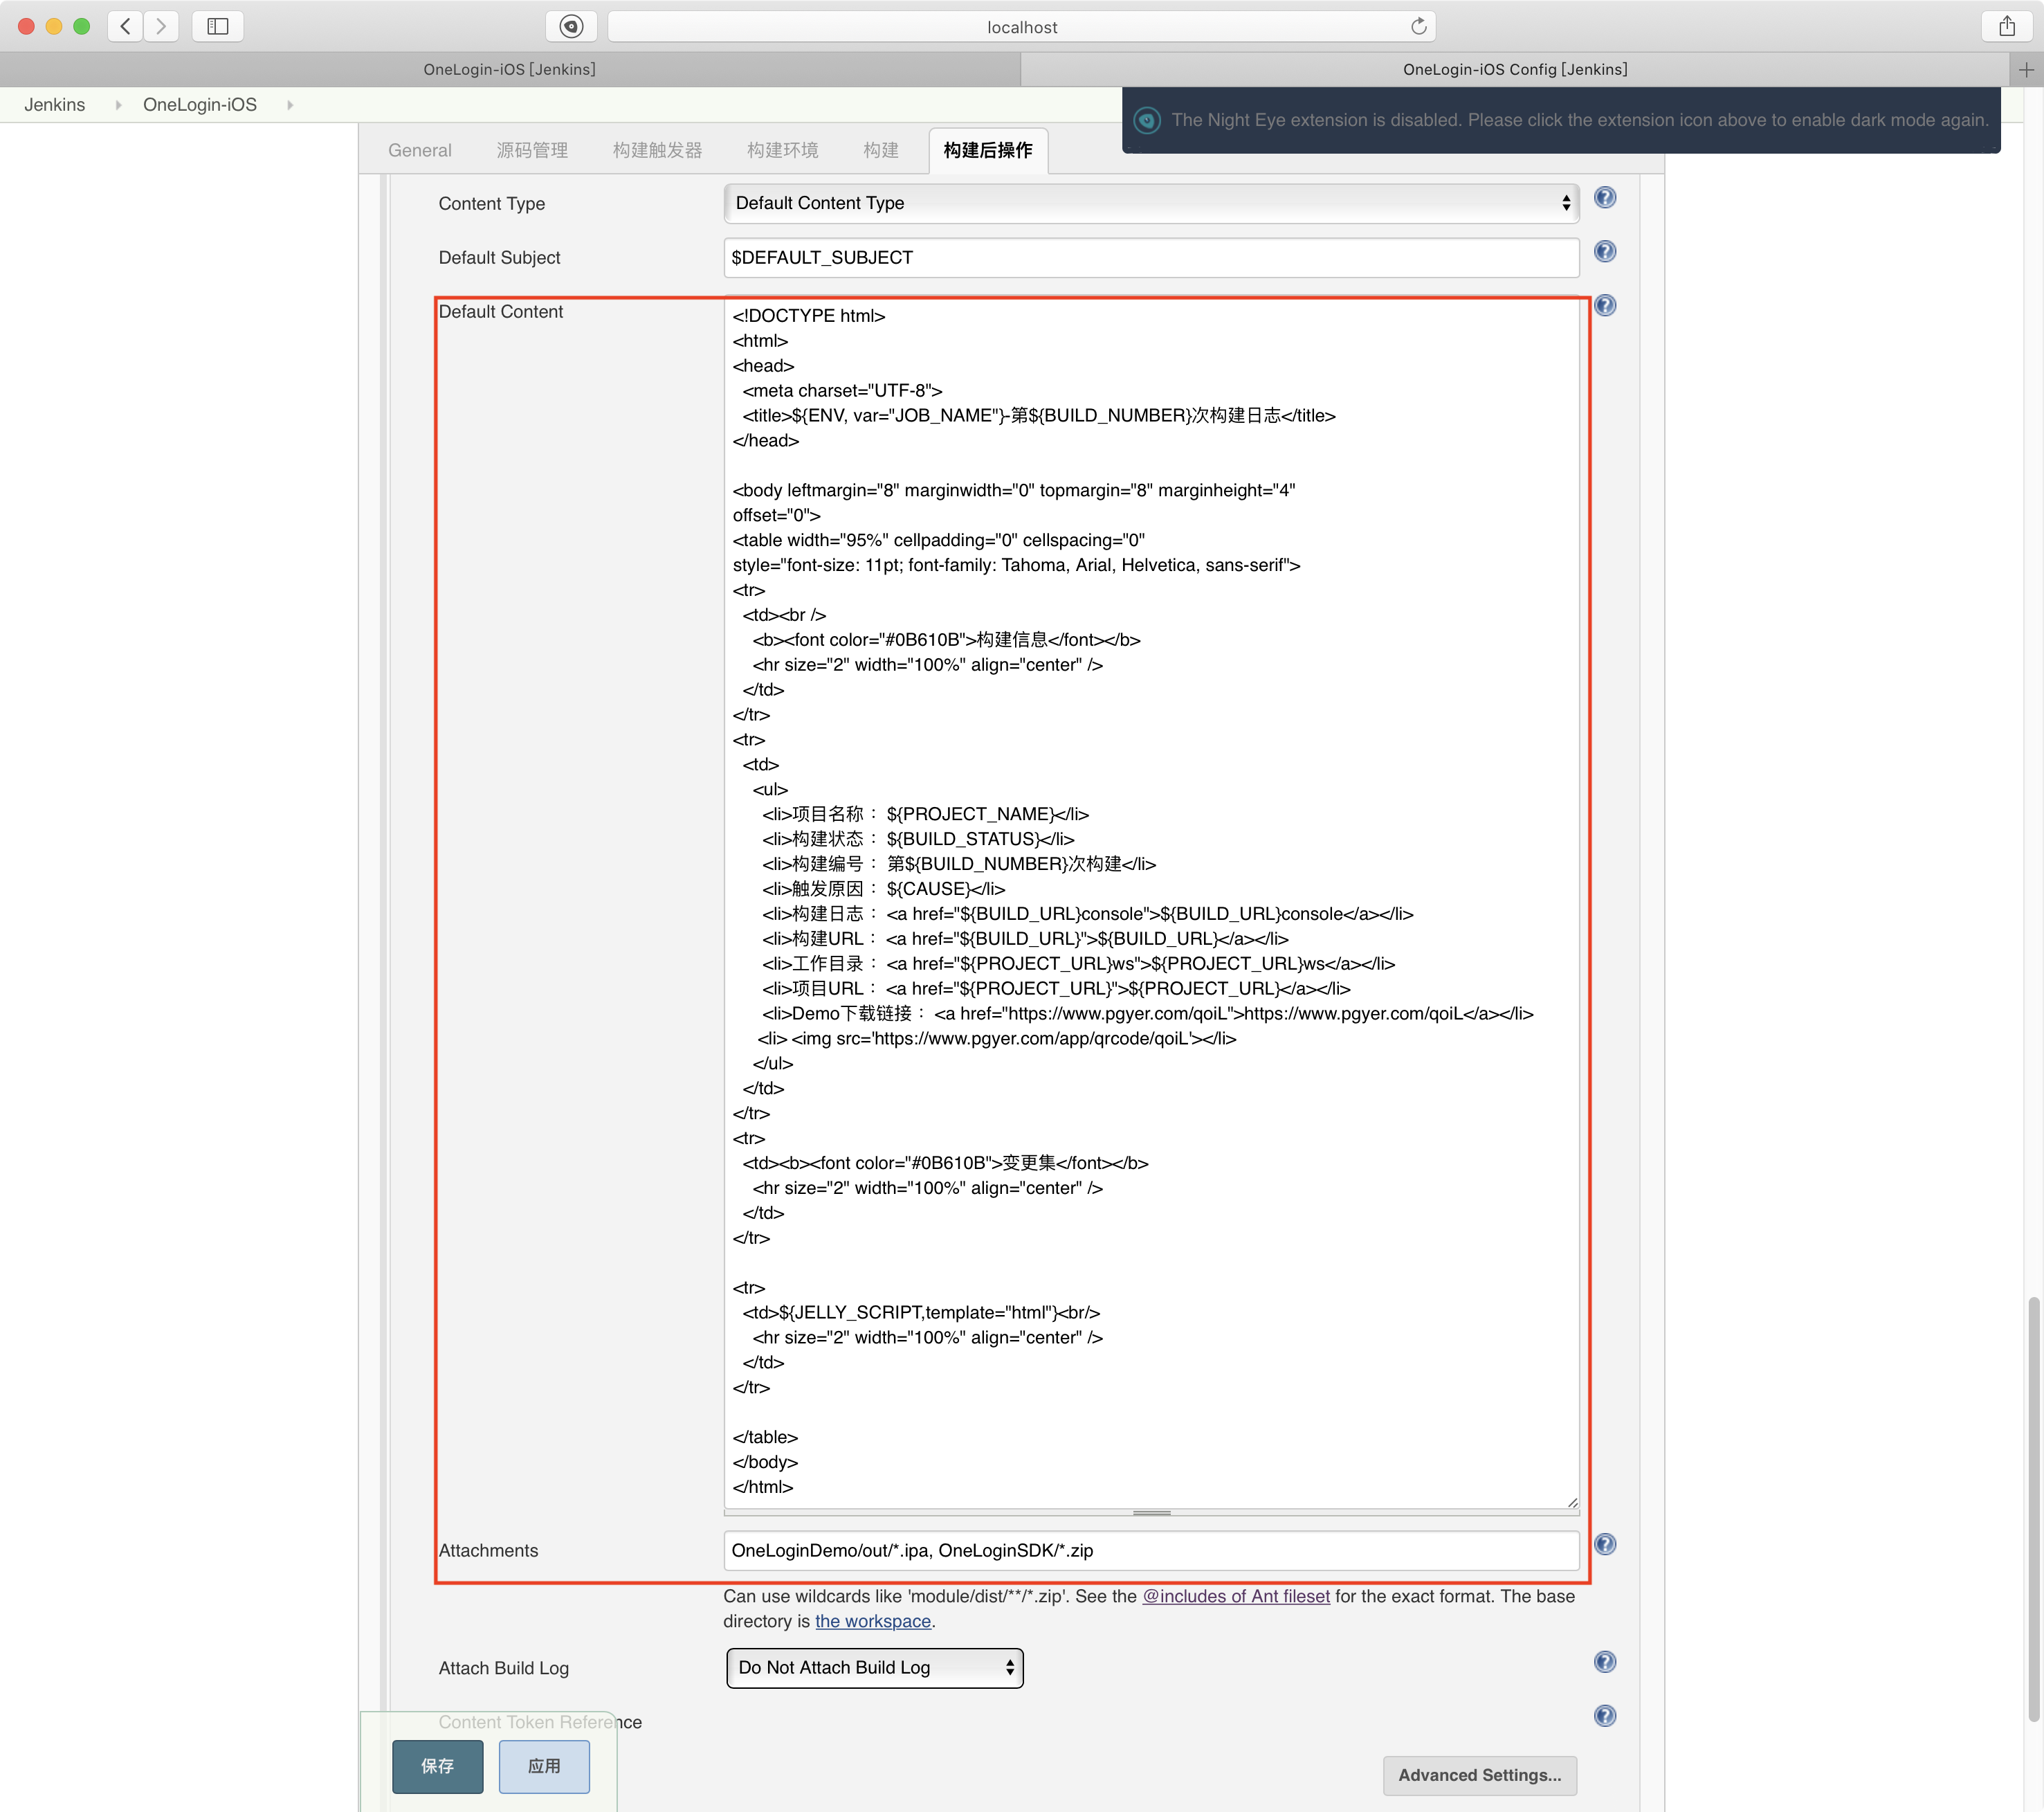 localhost
OneLogin-iOS [Jenkins]
OneLogin-iOS Config [Jenkins]
Jenkins
OneLogin-iOS
The Night Eye extension is disabled. Please click the extension icon above to enable dark mode again.
General
源码管理
构建触发器
构建环境
构建
构建后操作
Content Type
Default Content Type
Default Subject
$DEFAULT_SUBJECT
Default Content
<!DOCTYPE html>
<html>
<head>
<meta charset="UTF-8">
<title>${ENV, var="JOB_NAME"}-第${BUILD_NUMBER}次构建日志</title>
</head>
<body leftmargin="8" marginwidth="0" topmargin="8" marginheight="4"
offset="0">
<table width="95%" cellpadding="0" cellspacing="0"
style="font-size: 11pt; font-family: Tahoma, Arial, Helvetica, sans-serif">
<tr>
<td><br />
<b><font color="#0B610B">构建信息</font></b>
<hr size="2" width="100%" align="center" />
</td>
</tr>
<tr>
<td>
<ul>
<li>项目名称： ${PROJECT_NAME}</li>
<li>构建状态： ${BUILD_STATUS}</li>
<li>构建编号： 第${BUILD_NUMBER}次构建</li>
<li>触发原因： ${CAUSE}</li>
<li>构建日志： <a href="${BUILD_URL}console">${BUILD_URL}console</a></li>
<li>构建URL： <a href="${BUILD_URL}">${BUILD_URL}</a></li>
<li>工作目录： <a href="${PROJECT_URL}ws">${PROJECT_URL}ws</a></li>
<li>项目URL： <a href="${PROJECT_URL}">${PROJECT_URL}</a></li>
<li>Demo下载链接： <a href="https://www.pgyer.com/qoiL">https://www.pgyer.com/qoiL</a></li>
<li> <img src='https://www.pgyer.com/app/qrcode/qoiL'></li>
</ul>
</td>
</tr>
<tr>
<td><b><font color="#0B610B">变更集</font></b>
<hr size="2" width="100%" align="center" />
</td>
</tr>
<tr>
<td>${JELLY_SCRIPT,template="html"}<br/>
<hr size="2" width="100%" align="center" />
</td>
</tr>
</table>
</body>
</html>
Attachments
OneLoginDemo/out/*.ipa, OneLoginSDK/*.zip
Can use wildcards like 'module/dist/**/*.zip'. See the @includes of Ant fileset for the exact format. The base
directory is the workspace.
Attach Build Log
Do Not Attach Build Log
Content Token Reference
保存
应用
Advanced Settings...